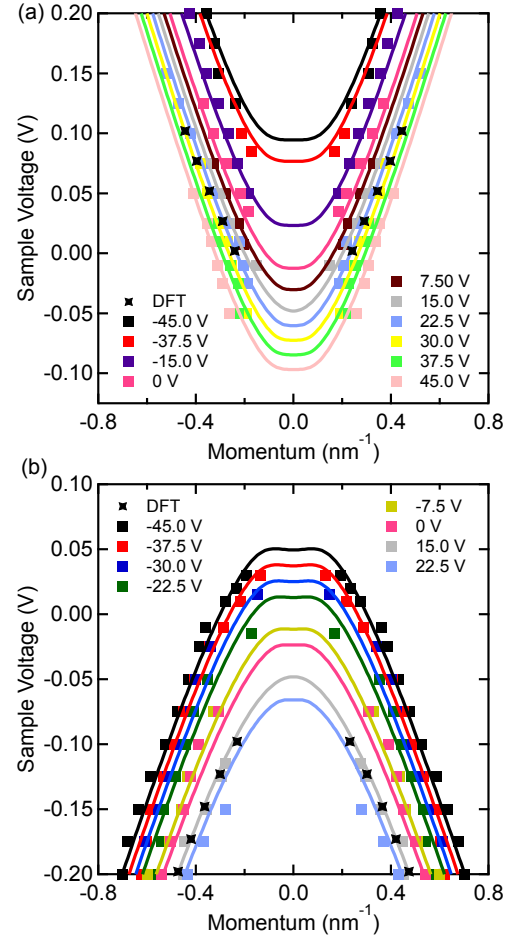 (a)
0.20
0.15
0.10
0.05
0.00
-0.05
-0.10
Sample Voltage (V)
DFT
-45.0 V
-37.5 V
-15.0 V
0 V
7.50 V
15.0 V
22.5 V
30.0 V
37.5 V
45.0 V
-0.8 -0.4 0.0 0.4 0.8
Momentum (nm⁻¹)
(b)
0.10
0.05
0.00
-0.05
-0.10
-0.15
-0.20
Sample Voltage (V)
DFT
-45.0 V
-37.5 V
-30.0 V
-22.5 V
-7.5 V
0 V
15.0 V
22.5 V
-0.8 -0.4 0.0 0.4 0.8
Momentum (nm⁻¹)